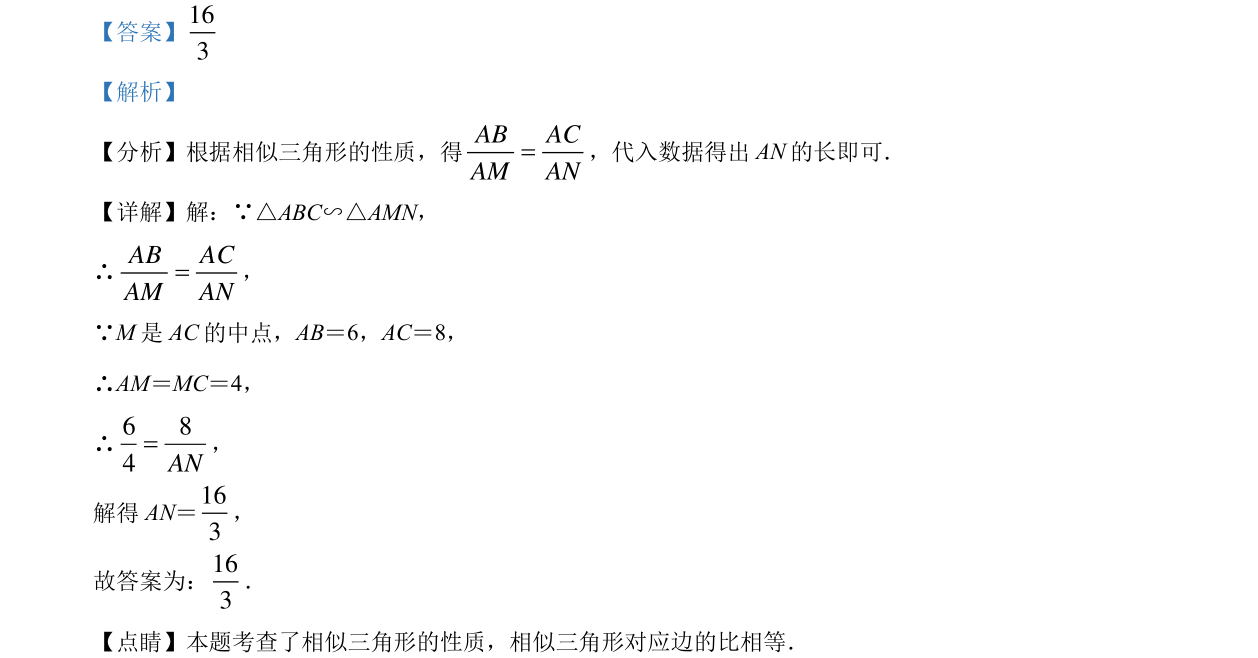 【答案】16/3
【解析】
【分析】根据相似三角形的性质，得AB/AM＝AC/AN，代入数据得出 AN 的长即可．
【详解】解：∵△ABC∽△AMN，
∴AB/AM＝AC/AN，
∵M 是 AC 的中点，AB＝6，AC＝8，
∴AM＝MC＝4，
∴6/4＝8/AN，
解得 AN＝16/3，
故答案为：16/3．
【点睛】本题考查了相似三角形的性质，相似三角形对应边的比相等．